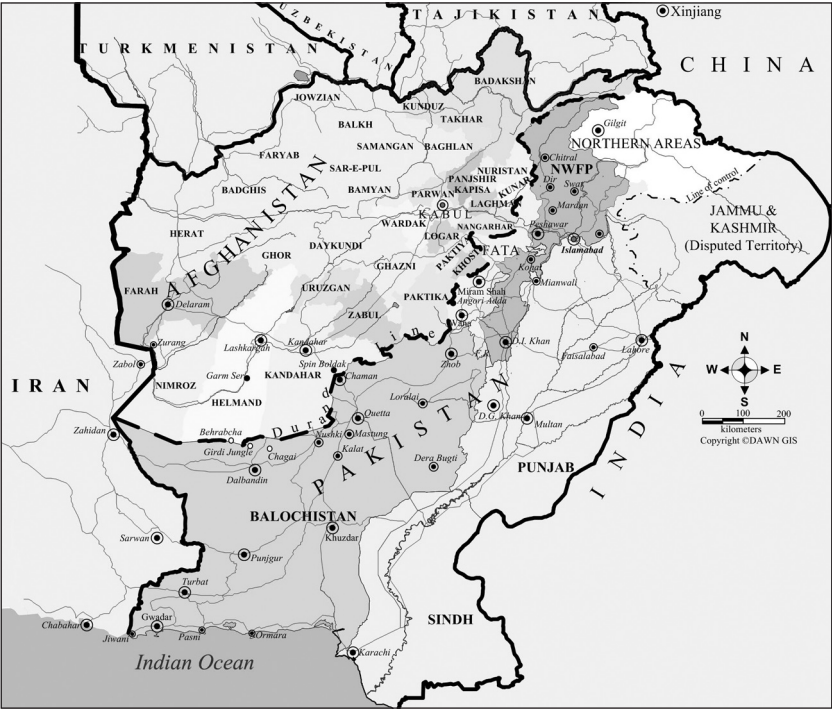 Xinjiang
UZBEKISTAN
TAJIKISTAN
TURKMENISTAN
CHINA
BADAKSHAN
JOWZIAN
KUNDUZ
TAKHAR
BALKH
Gilgit
NORTHERN AREAS
SAMANGAN
BAGHLAN
FARYAB
Chitral
NWFP
SAR-E-PUL
NURISTAN
PANJSHIR
KUNAR
Dir
Swat
BADGHIS
BAMYAN
PARWAN
KAPISA
LAGHMAN
Mardan
Line of control
AFGHANISTAN
KABUL
JAMMU &
KASHMIR
(Disputed Territory)
HERAT
WARDAK
NANGARHAR
Peshawar
LOGAR
Islamabad
DAYKUNDI
PAKTIYA
FATA
GHOR
KHOST
Kohat
GHAZNI
Mianwali
FARAH
URUZGAN
Miram Shah
PAKTIKA
Angori Adda
Delaram
ZABUL
Wana
Zurang
Lashkargah
Kandahar
Durand Line
D.I. Khan
F.R
Faisalabad
Lahore
Zabol
Zhob
N
W
E
S
Spin Boldak
Garm Ser
KANDAHAR
Chaman
IRAN
NIMROZ
HELMAND
Loralai
INDIA
D.G. Khan
0 100 200
kilometers
Copyright ©DAWN GIS
Quetta
Multan
Zahidan
Behrabcha
Nushki
Mastung
Girdi Jungle
Chagai
Kalat
PAKISTAN
Dalbandin
Dera Bugti
PUNJAB
BALOCHISTAN
Khuzdar
Sarwan
Punjgur
Turbat
Gwadar
SINDH
Chabahar
Jiwani
Pasni
Ormara
Karachi
Indian Ocean